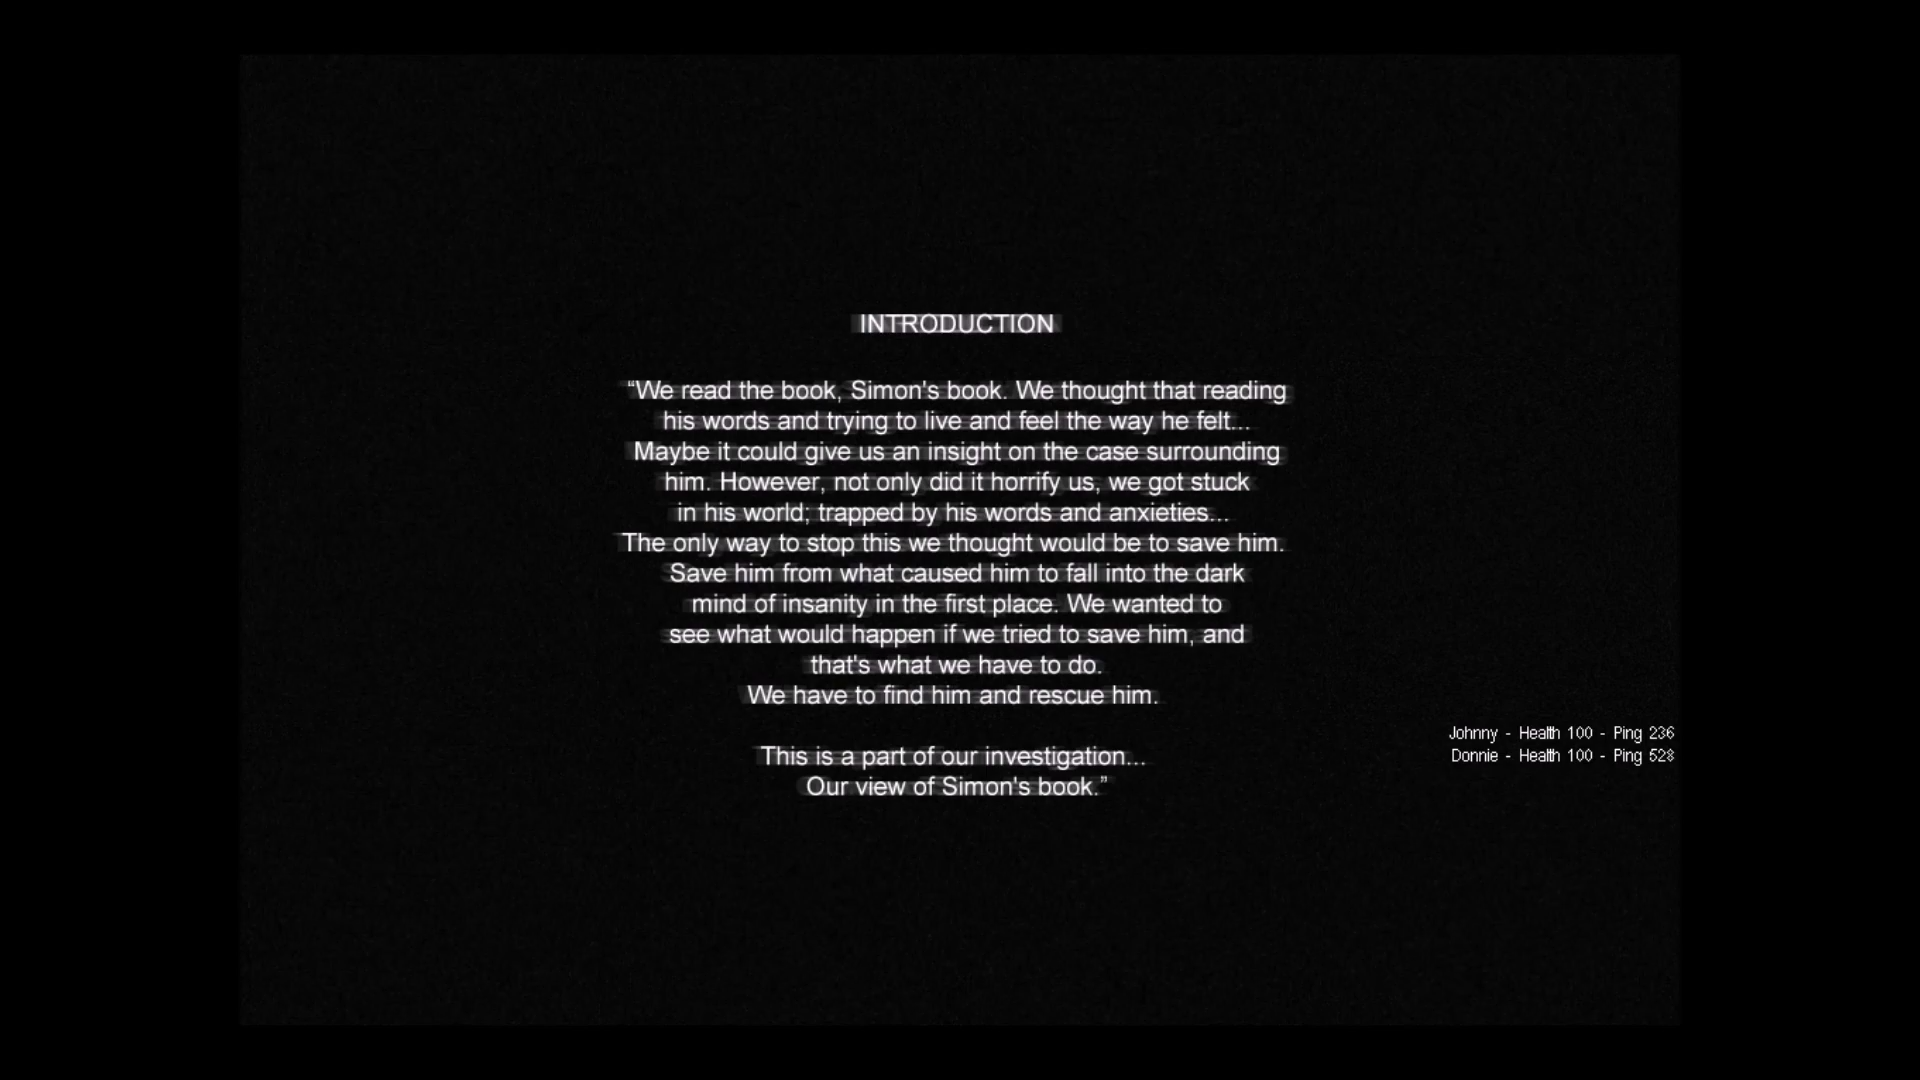 INTRODUCTION
“We read the book, Simon's book. We thought that reading
his words and trying to live and feel the way he felt...
Maybe it could give us an insight on the case surrounding
him. However, not only did it horrify us, we got stuck
in his world; trapped by his words and anxieties...
The only way to stop this we thought would be to save him.
Save him from what caused him to fall into the dark
mind of insanity in the first place. We wanted to
see what would happen if we tried to save him, and
that's what we have to do.
We have to find him and rescue him.
This is a part of our investigation...
Our view of Simon's book.”
Johnny - Health 100 - Ping 236
Donnie - Health 100 - Ping 528